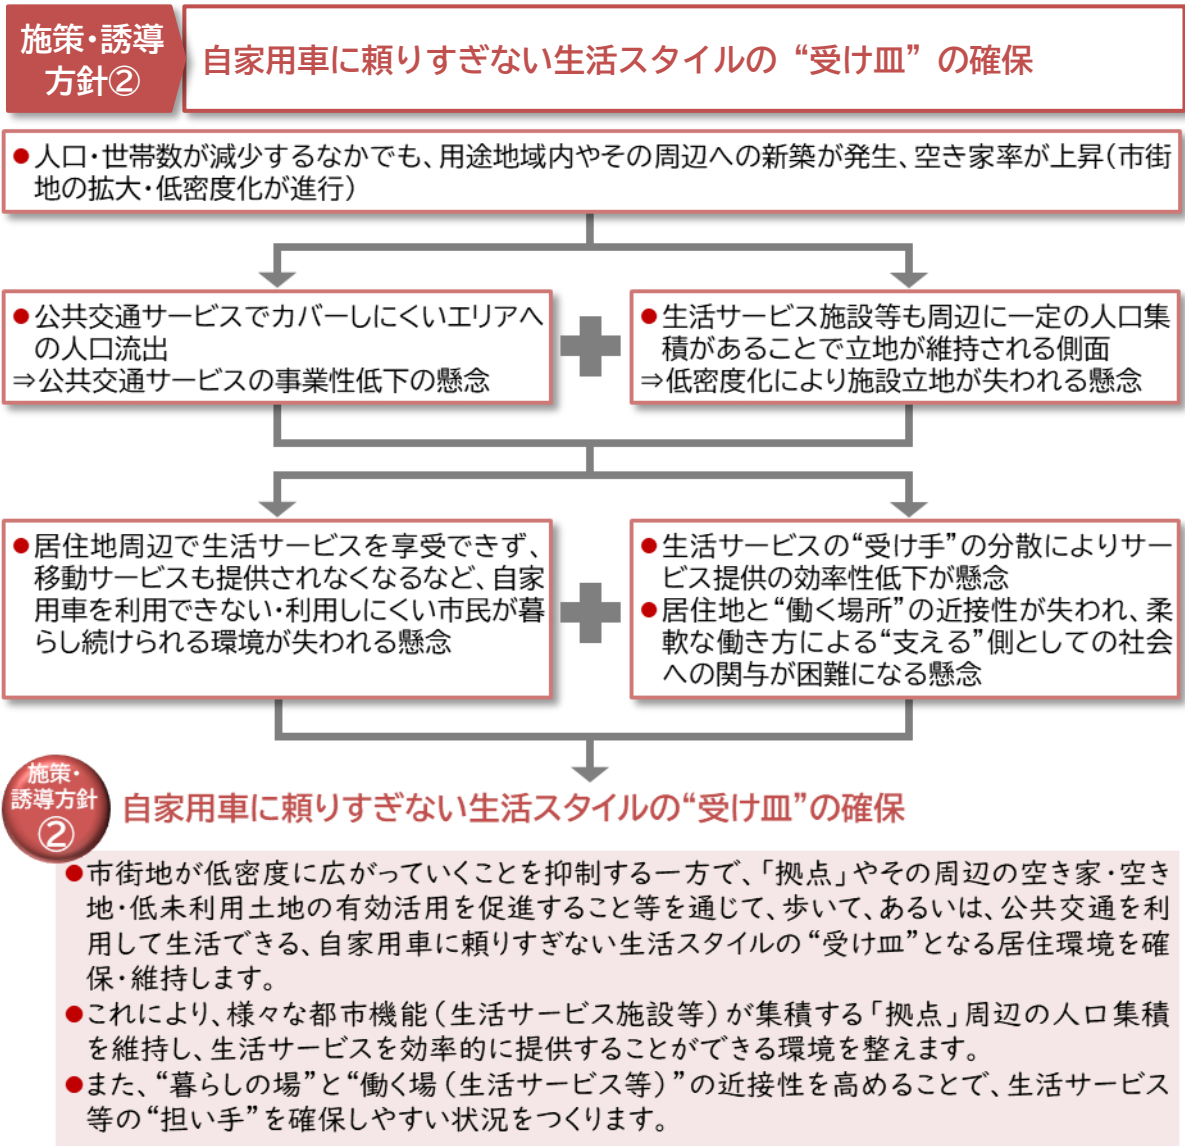 施策・誘導
方針②
自家用車に頼りすぎない生活スタイルの“受け皿”の確保
●人口・世帯数が減少するなかでも、用途地域内やその周辺への新築が発生、空き家率が上昇(市街
地の拡大・低密度化が進行)
●公共交通サービスでカバーしにくいエリアへ
の人口流出
⇒公共交通サービスの事業性低下の懸念
●生活サービス施設等も周辺に一定の人口集
積があることで立地が維持される側面
⇒低密度化により施設立地が失われる懸念
●居住地周辺で生活サービスを享受できず、
移動サービスも提供されなくなるなど、自家
用車を利用できない・利用しにくい市民が暮
らし続けられる環境が失われる懸念
●生活サービスの“受け手”の分散によりサー
ビス提供の効率性低下が懸念
●居住地と“働く場所”の近接性が失われ、柔
軟な働き方による“支える”側としての社会
への関与が困難になる懸念
施策・
誘導方針
②
自家用車に頼りすぎない生活スタイルの“受け皿”の確保
●市街地が低密度に広がっていくことを抑制する一方で、「拠点」やその周辺の空き家・空き
地・低未利用土地の有効活用を促進すること等を通じて、歩いて、あるいは、公共交通を利
用して生活できる、自家用車に頼りすぎない生活スタイルの“受け皿”となる居住環境を確
保・維持します。
●これにより、様々な都市機能(生活サービス施設等)が集積する「拠点」周辺の人口集積
を維持し、生活サービスを効率的に提供することができる環境を整えます。
●また、“暮らしの場”と“働く場(生活サービス等)”の近接性を高めることで、生活サービス
等の“担い手”を確保しやすい状況をつくります。